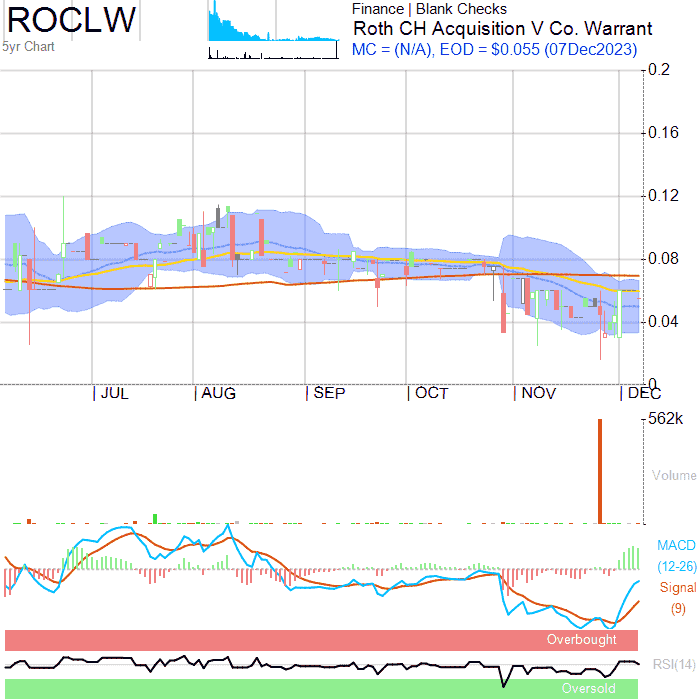 ROCLW
5yr Chart
Finance | Blank Checks
Roth CH Acquisition V Co. Warrant
MC = (N/A), EOD = $0.055 (07Dec2023)
0.2
0.16
0.12
0.08
0.04
0
JUL AUG SEP OCT NOV DEC
562k
Volume
MACD
(12-26)
Signal
(9)
Overbought
RSI(14)
Oversold